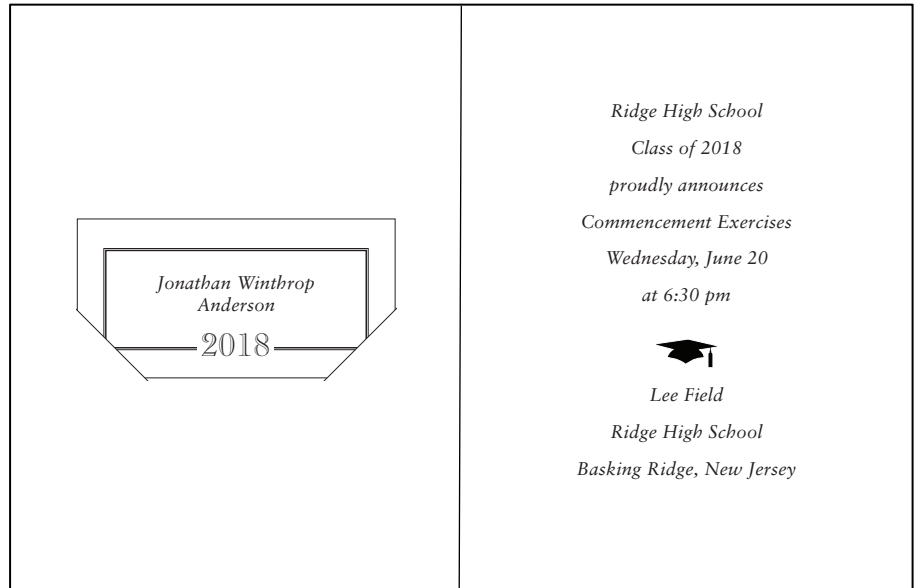 Jonathan Winthrop
Anderson
2018
Ridge High School
Class of 2018
proudly announces
Commencement Exercises
Wednesday, June 20
at 6:30 pm
Lee Field
Ridge High School
Basking Ridge, New Jersey